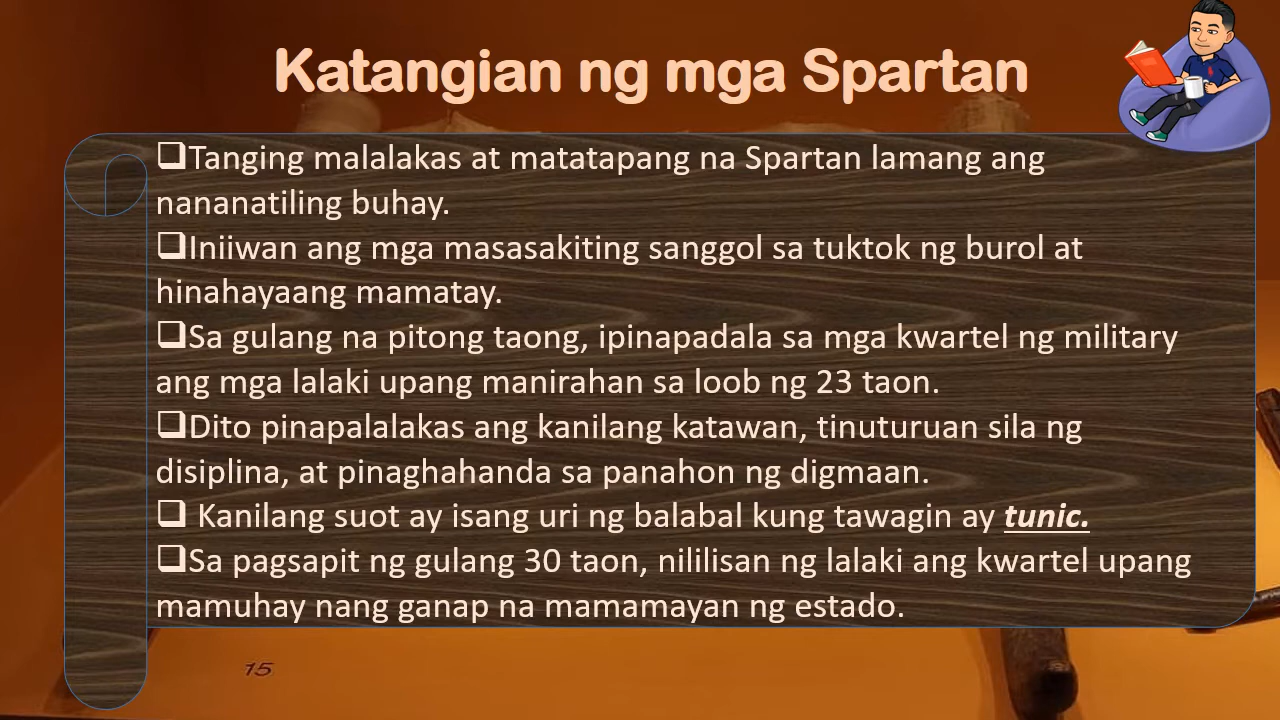 Katangian ng mga Spartan
❑Tanging malalakas at matatapang na Spartan lamang ang
nananatiling buhay.
❑Iniiwan ang mga masasakiting sanggol sa tuktok ng burol at
hinahayaang mamatay.
❑Sa gulang na pitong taong, ipinapadala sa mga kwartel ng military
ang mga lalaki upang manirahan sa loob ng 23 taon.
❑Dito pinapalalakas ang kanilang katawan, tinuturuan sila ng
disiplina, at pinaghahanda sa panahon ng digmaan.
❑ Kanilang suot ay isang uri ng balabal kung tawagin ay tunic.
❑Sa pagsapit ng gulang 30 taon, nililisan ng lalaki ang kwartel upang
mamuhay nang ganap na mamamayan ng estado.
15